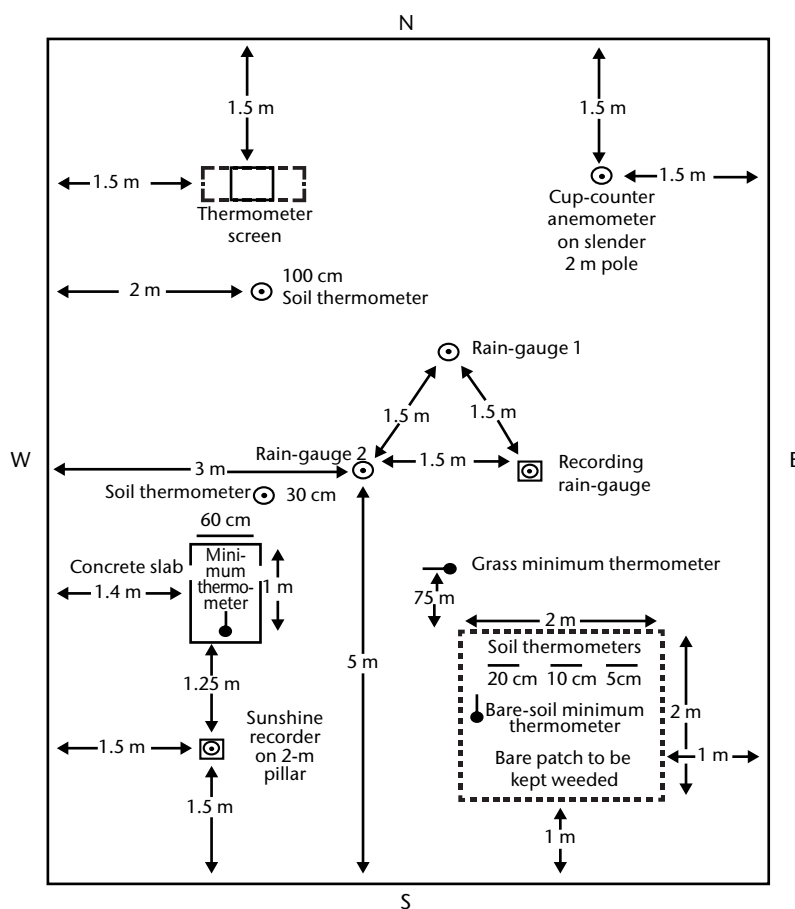 N
1.5 m
1.5 m
1.5 m
1.5 m
Thermometer
screen
Cup-counter
anemometer
on slender
2 m pole
2 m
100 cm
Soil thermometer
Rain-gauge 1
1.5 m
1.5 m
W
3 m
Rain-gauge 2
1.5 m
Recording
rain-gauge
E
Soil thermometer
30 cm
60 cm
Concrete slab
1.4 m
Mini-
mum
thermo-
meter
1 m
Grass minimum thermometer
75 m
2 m
Soil thermometers
20 cm 10 cm 5cm
Bare-soil minimum
thermometer
2 m
Bare patch to be
kept weeded
1 m
5 m
1.25 m
1.5 m
Sunshine
recorder
on 2-m
pillar
1.5 m
1 m
S